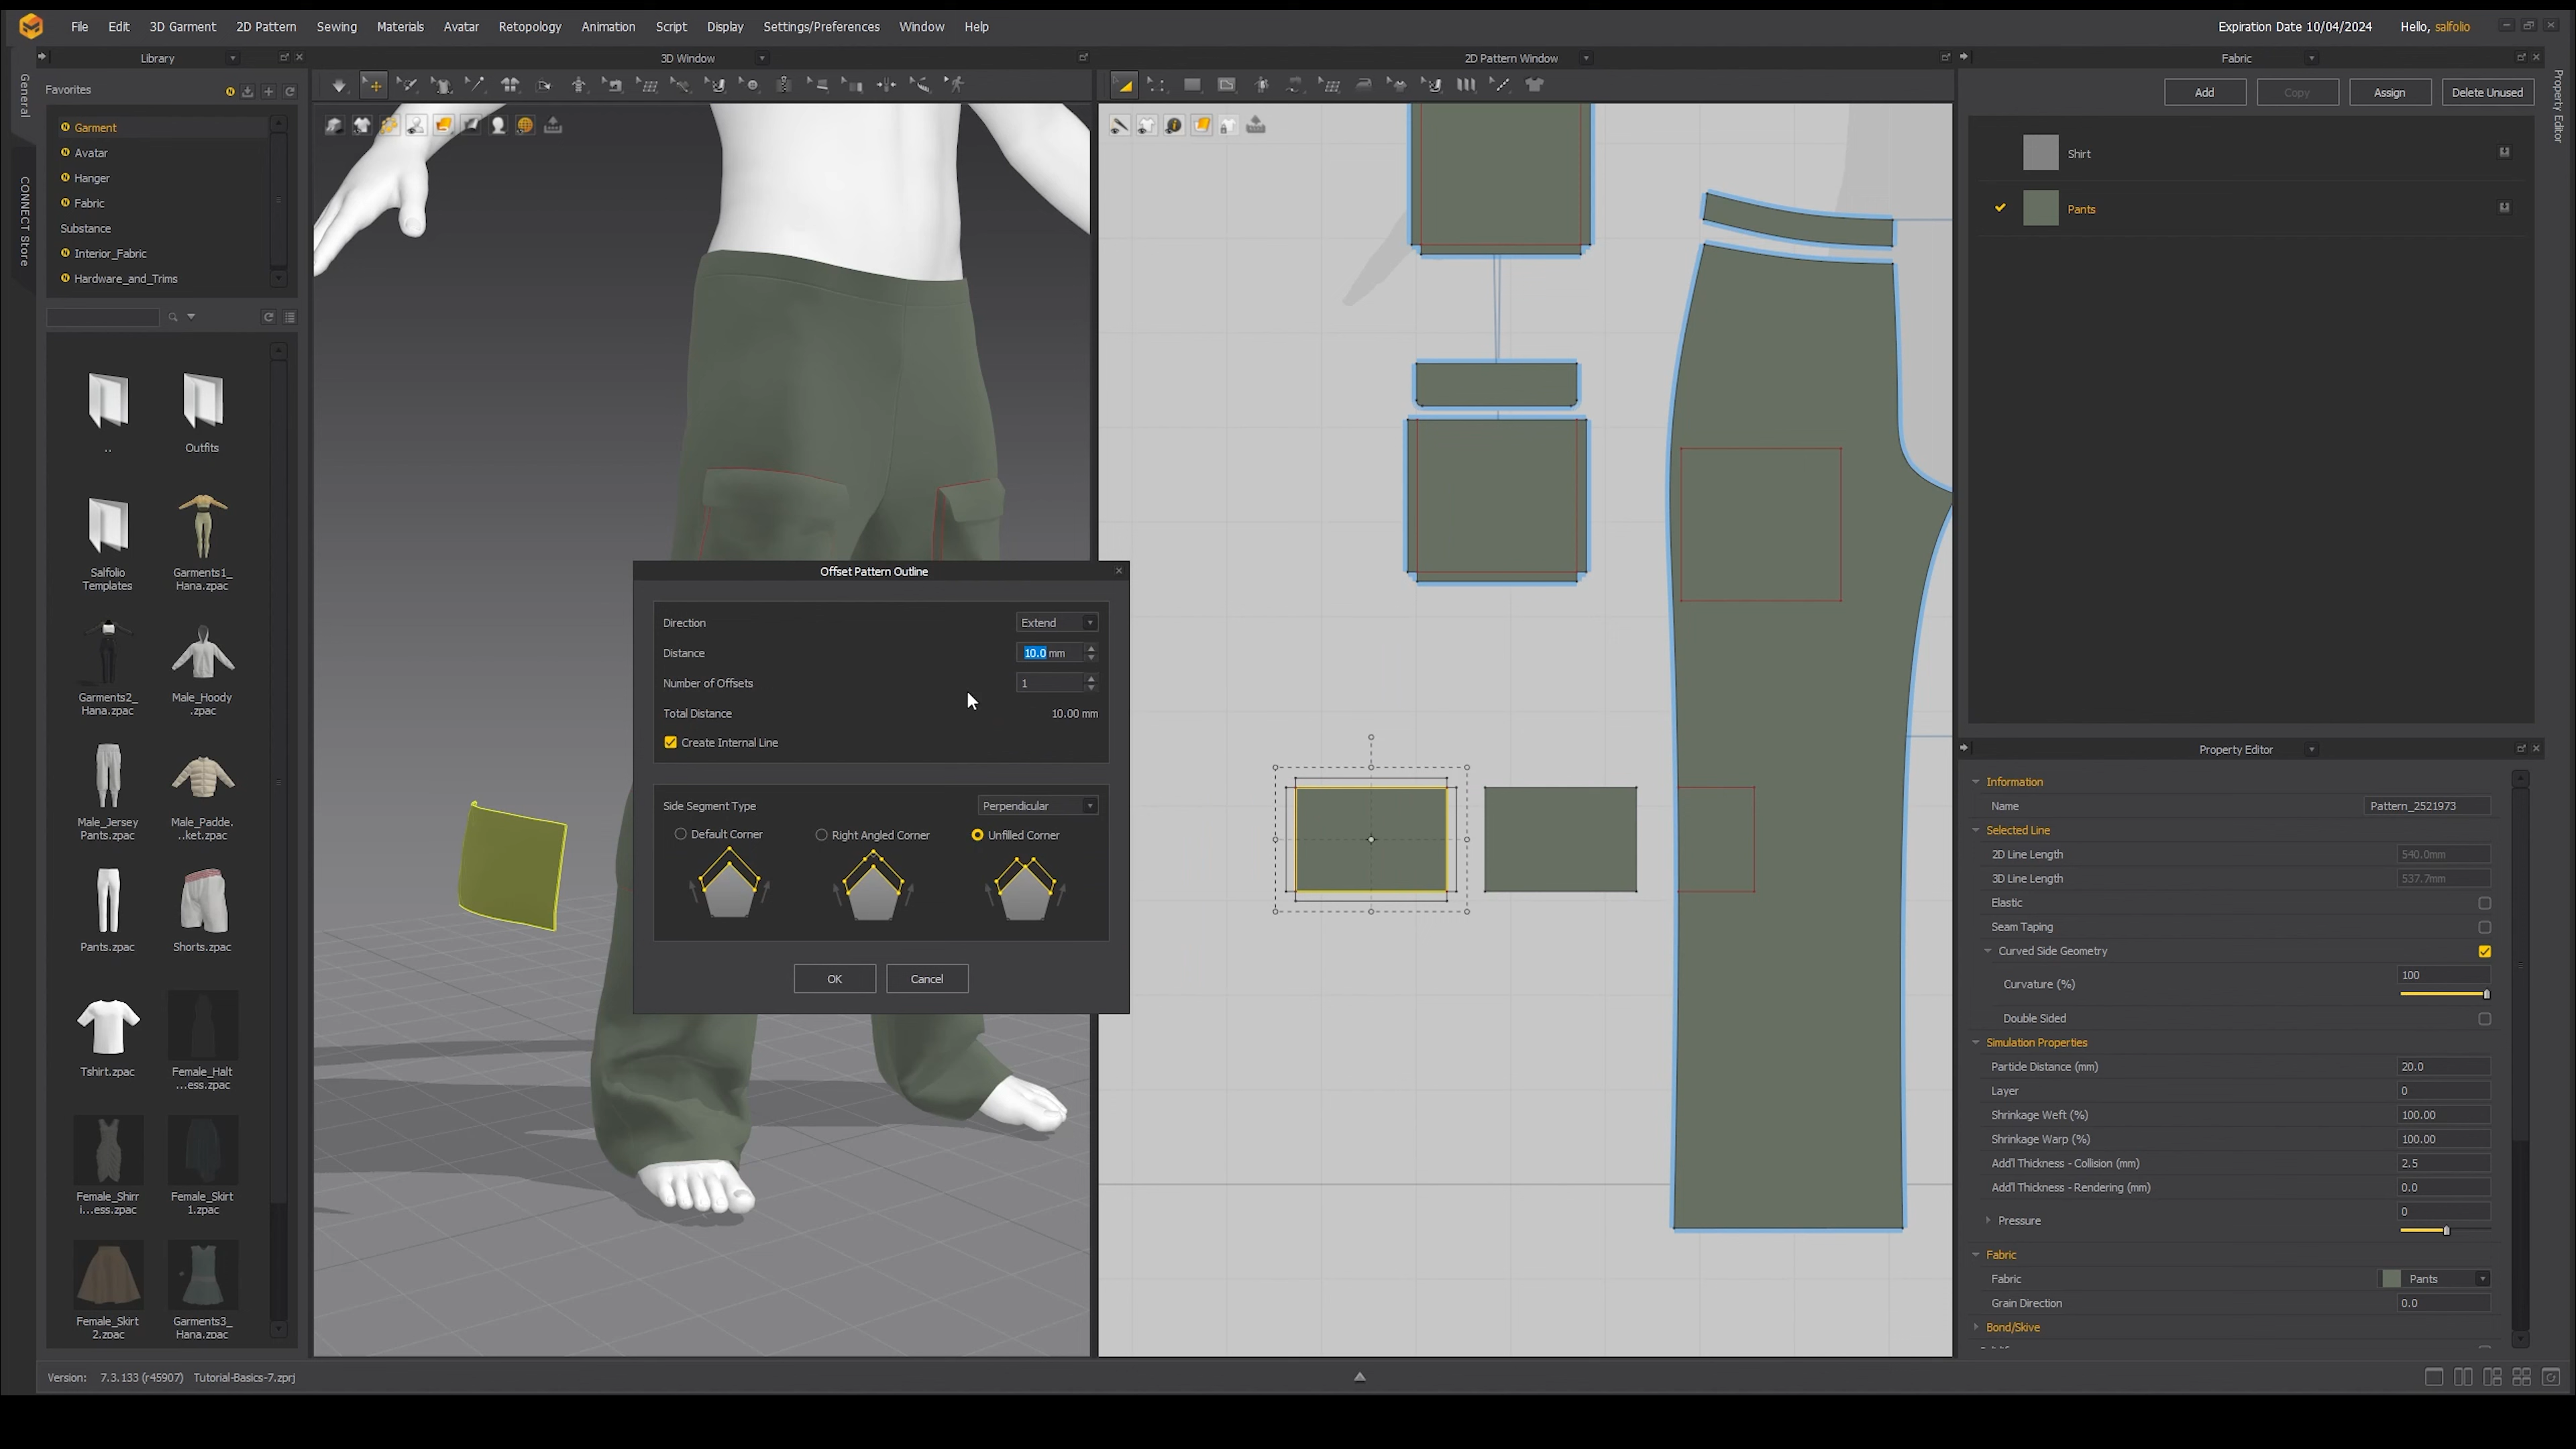 File Edit 3D Garment 2D Pattern Sewing Materials Avatar Retopology Animation Script Display Settings/Preferences Window Help
Expiration Date 10/04/2024 Hello, salfolio
Library
3D Window
2D Pattern Window
Fabric
General
CONNECT Store
Property Editor
Favorites
Garment
Avatar
Hanger
Fabric
Substance
Interior_Fabric
Hardware_and_Trims
..
Outfits
Salfolio
Templates
Garments1_
Hana.zpac
Garments2_
Hana.zpac
Male_Hoody
.zpac
Male_Jersey
Pants.zpac
Male_Padde.
..ket.zpac
Pants.zpac
Shorts.zpac
Tshirt.zpac
Female_Halt
...ess.zpac
Female_Shirr
i...ess.zpac
Female_Skirt
1.zpac
Female_Skirt
2.zpac
Garments3_
Hana.zpac
Offset Pattern Outline
Direction Extend
Distance 10.0 mm
Number of Offsets 1
Total Distance 10.00 mm
Create Internal Line
Side Segment Type Perpendicular
Default Corner Right Angled Corner Unfilled Corner
OK Cancel
Add Copy Assign Delete Unused
Shirt
Pants
Property Editor
Information
Name Pattern_2521973
Selected Line
2D Line Length 540.0mm
3D Line Length 537.7mm
Elastic
Seam Taping
Curved Side Geometry
Curvature (%) 100
Double Sided
Simulation Properties
Particle Distance (mm) 20.0
Layer 0
Shrinkage Weft (%) 100.00
Shrinkage Warp (%) 100.00
Add'l Thickness - Collision (mm) 2.5
Add'l Thickness - Rendering (mm) 0.0
Pressure 0
Fabric
Fabric Pants
Grain Direction 0.0
Bond/Skive
Version: 7.3.133 (r45907) Tutorial-Basics-7.zprj